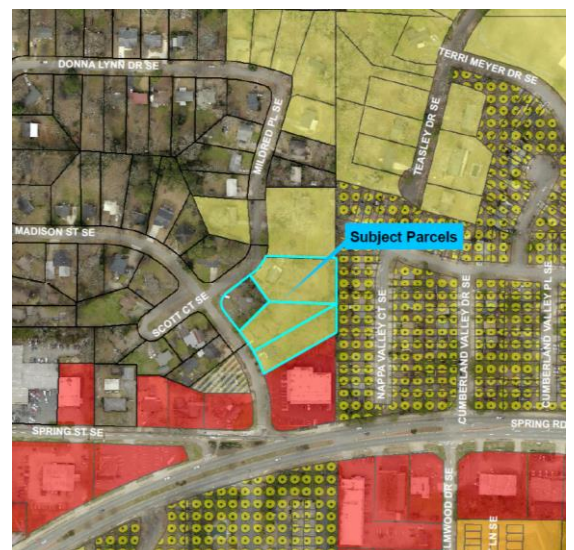 DONNA LYNN DR SE
TERRI MEYER DR SE
MILDRED PL SE
TEASLEY DR SE
MADISON ST SE
Subject Parcels
SCOTT CT SE
NAPPA VALLEY CT SE
CUMBERLAND VALLEY DR SE
CUMBERLAND VALLEY PL SE
SPRING ST SE
SPRING RD
LMWOOD DR SE
LN SE